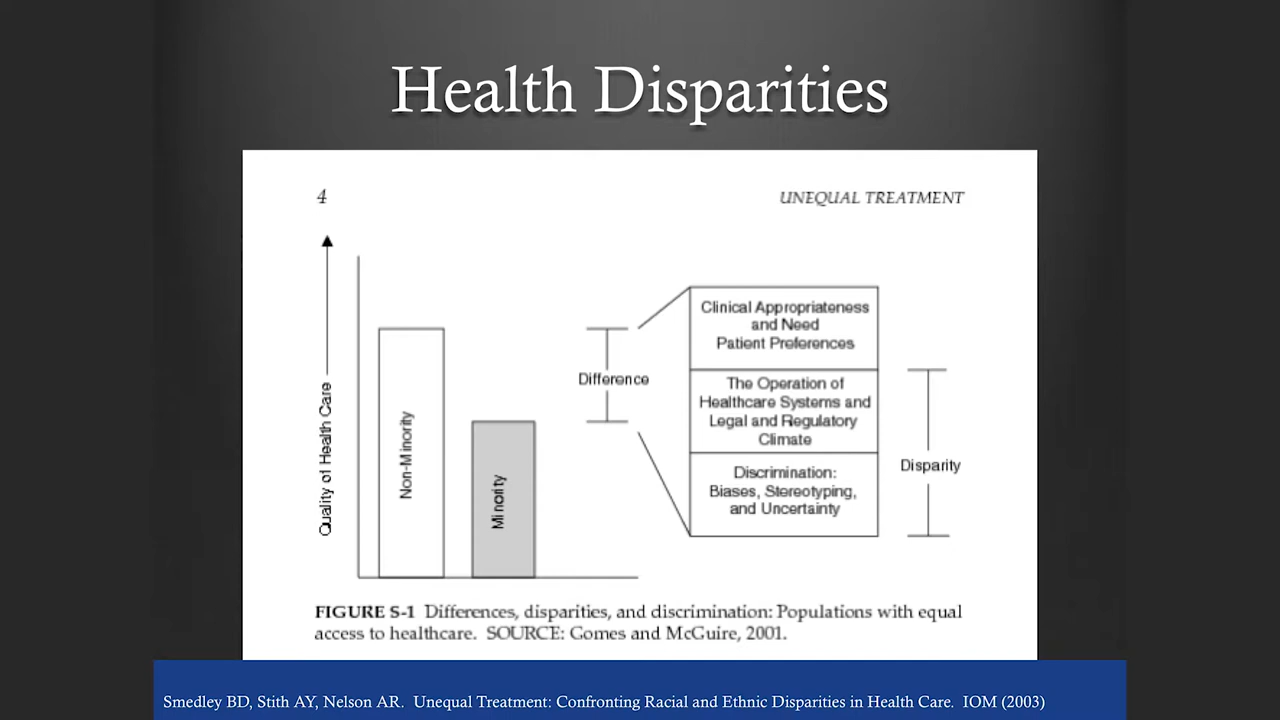 Health Disparities
4
UNEQUAL TREATMENT
Quality of Health Care
Non-Minority
Minority
Difference
Clinical Appropriateness
and Need
Patient Preferences
The Operation of
Healthcare Systems and
Legal and Regulatory
Climate
Discrimination:
Biases, Stereotyping,
and Uncertainty
Disparity
FIGURE S-1 Differences, disparities, and discrimination: Populations with equal
access to healthcare. SOURCE: Gomes and McGuire, 2001.
Smedley BD, Stith AY, Nelson AR. Unequal Treatment: Confronting Racial and Ethnic Disparities in Health Care. IOM (2003)